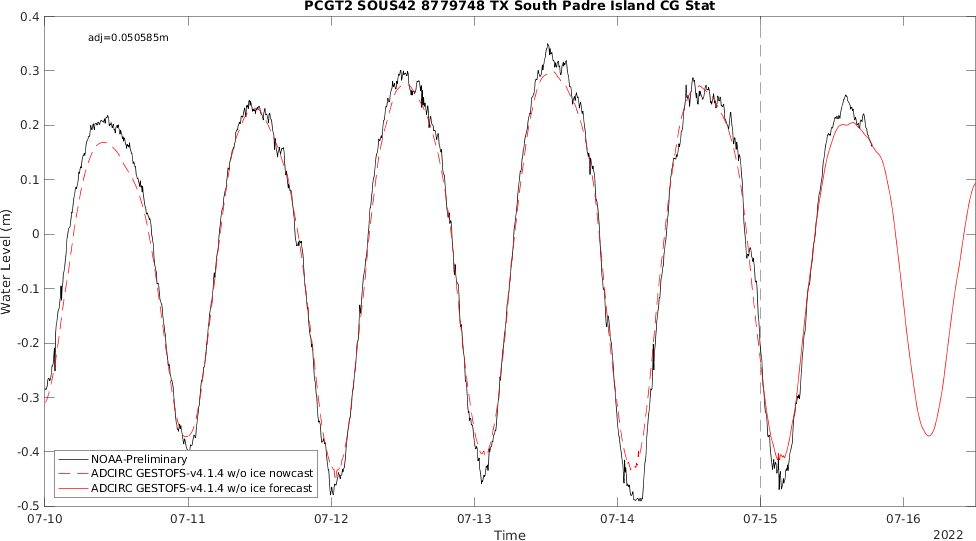 PCGT2 SOUS42 8779748 TX South Padre Island CG Stat
adj=0.050585m
0.4
0.3
0.2
0.1
0
-0.1
-0.2
-0.3
-0.4
-0.5
Water Level (m)
NOAA-Preliminary
ADCIRC GESTOFS-v4.1.4 w/o ice nowcast
ADCIRC GESTOFS-v4.1.4 w/o ice forecast
07-10 07-11 07-12 07-13 07-14 07-15 07-16
Time
2022